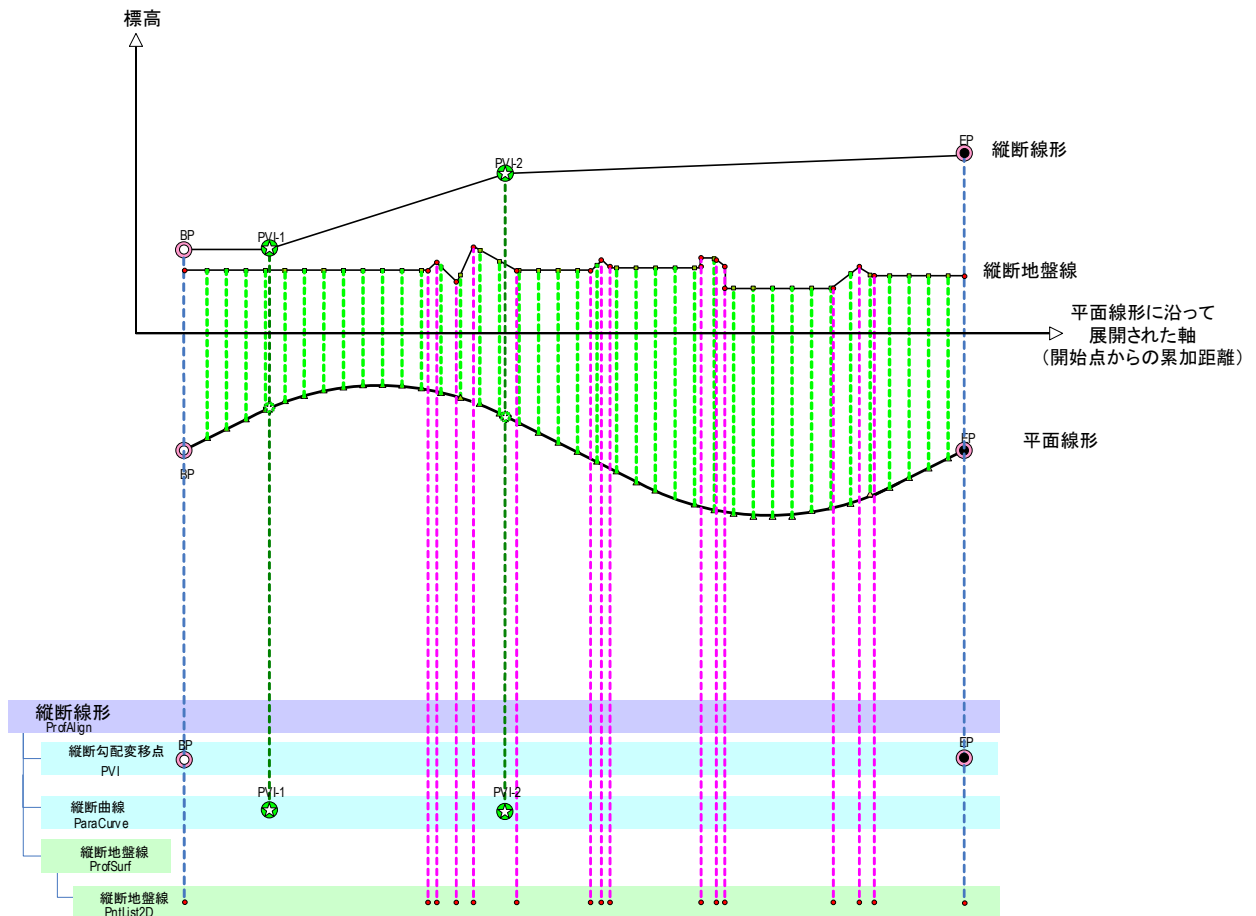 標高
EP
縦断線形
PVI-2
BP
PVI-1
縦断地盤線
平面線形に沿って
展開された軸
(開始点からの累加距離)
平面線形
EP
BP
縦断線形
ProfAlign
縦断勾配変移点
PVI
BP
EP
縦断曲線
ParaCurve
PVI-1
PVI-2
縦断地盤線
ProfSurf
縦断地盤線
PntList2D